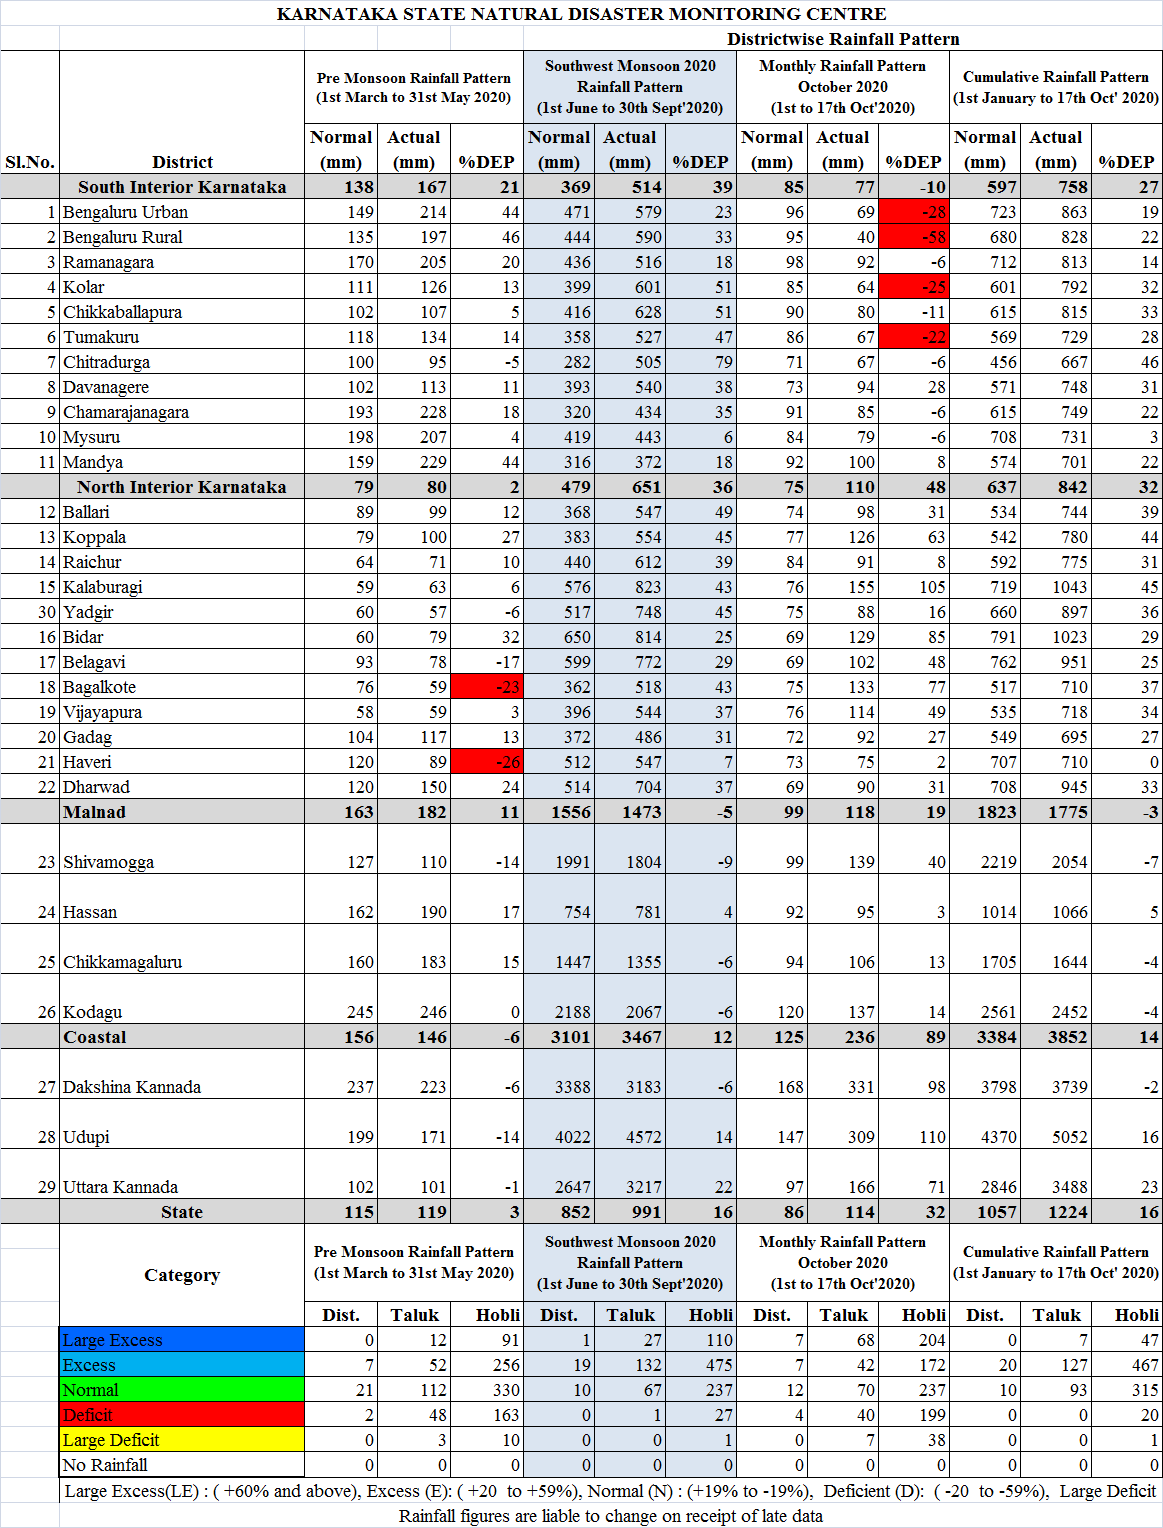 KARNATAKA STATE NATURAL DISASTER MONITORING CENTRE
Districtwise Rainfall Pattern
Sl.No. District Pre Monsoon Rainfall Pattern (1st March to 31st May 2020) Southwest Monsoon 2020 Rainfall Pattern (1st June to 30th Sept'2020) Monthly Rainfall Pattern October 2020 (1st to 17th Oct'2020) Cumulative Rainfall Pattern (1st January to 17th Oct' 2020)
Normal (mm) Actual (mm) %DEP Normal (mm) Actual (mm) %DEP Normal (mm) Actual (mm) %DEP Normal (mm) Actual (mm) %DEP
South Interior Karnataka 138 167 21 369 514 39 85 77 -10 597 758 27
1 Bengaluru Urban 149 214 44 471 579 23 96 69 -28 723 863 19
2 Bengaluru Rural 135 197 46 444 590 33 95 40 -58 680 828 22
3 Ramanagara 170 205 20 436 516 18 98 92 -6 712 813 14
4 Kolar 111 126 13 399 601 51 85 64 -25 601 792 32
5 Chikkaballapura 102 107 5 416 628 51 90 80 -11 615 815 33
6 Tumakuru 118 134 14 358 527 47 86 67 -22 569 729 28
7 Chitradurga 100 95 -5 282 505 79 71 67 -6 456 667 46
8 Davanagere 102 113 11 393 540 38 73 94 28 571 748 31
9 Chamarajanagara 193 228 18 320 434 35 91 85 -6 615 749 22
10 Mysuru 198 207 4 419 443 6 84 79 -6 708 731 3
11 Mandya 159 229 44 316 372 18 92 100 8 574 701 22
North Interior Karnataka 79 80 2 479 651 36 75 110 48 637 842 32
12 Ballari 89 99 12 368 547 49 74 98 31 534 744 39
13 Koppala 79 100 27 383 554 45 77 126 63 542 780 44
14 Raichur 64 71 10 440 612 39 84 91 8 592 775 31
15 Kalaburagi 59 63 6 576 823 43 76 155 105 719 1043 45
30 Yadgir 60 57 -6 517 748 45 75 88 16 660 897 36
16 Bidar 60 79 32 650 814 25 69 129 85 791 1023 29
17 Belagavi 93 78 -17 599 772 29 69 102 48 762 951 25
18 Bagalkote 76 59 -23 362 518 43 75 133 77 517 710 37
19 Vijayapura 58 59 3 396 544 37 76 114 49 535 718 34
20 Gadag 104 117 13 372 486 31 72 92 27 549 695 27
21 Haveri 120 89 -26 512 547 7 73 75 2 707 710 0
22 Dharwad 120 150 24 514 704 37 69 90 31 708 945 33
Malnad 163 182 11 1556 1473 -5 99 118 19 1823 1775 -3
23 Shivamogga 127 110 -14 1991 1804 -9 99 139 40 2219 2054 -7
24 Hassan 162 190 17 754 781 4 92 95 3 1014 1066 5
25 Chikkamagaluru 160 183 15 1447 1355 -6 94 106 13 1705 1644 -4
26 Kodagu 245 246 0 2188 2067 -6 120 137 14 2561 2452 -4
Coastal 156 146 -6 3101 3467 12 125 236 89 3384 3852 14
27 Dakshina Kannada 237 223 -6 3388 3183 -6 168 331 98 3798 3739 -2
28 Udupi 199 171 -14 4022 4572 14 147 309 110 4370 5052 16
29 Uttara Kannada 102 101 -1 2647 3217 22 97 166 71 2846 3488 23
State 115 119 3 852 991 16 86 114 32 1057 1224 16
Category Pre Monsoon Rainfall Pattern (1st March to 31st May 2020) Southwest Monsoon 2020 Rainfall Pattern (1st June to 30th Sept'2020) Monthly Rainfall Pattern October 2020 (1st to 17th Oct'2020) Cumulative Rainfall Pattern (1st January to 17th Oct' 2020)
Dist. Taluk Hobli Dist. Taluk Hobli Dist. Taluk Hobli Dist. Taluk Hobli
Large Excess 0 12 91 1 27 110 7 68 204 0 7 47
Excess 7 52 256 19 132 475 7 42 172 20 127 467
Normal 21 112 330 10 67 237 12 70 237 10 93 315
Deficit 2 48 163 0 1 27 4 40 199 0 0 20
Large Deficit 0 3 10 0 0 1 0 7 38 0 0 1
No Rainfall 0 0 0 0 0 0 0 0 0 0 0 0
Large Excess(LE) : ( +60% and above), Excess (E): ( +20 to +59%), Normal (N) : (+19% to -19%), Deficient (D): ( -20 to -59%), Large Deficit
Rainfall figures are liable to change on receipt of late data